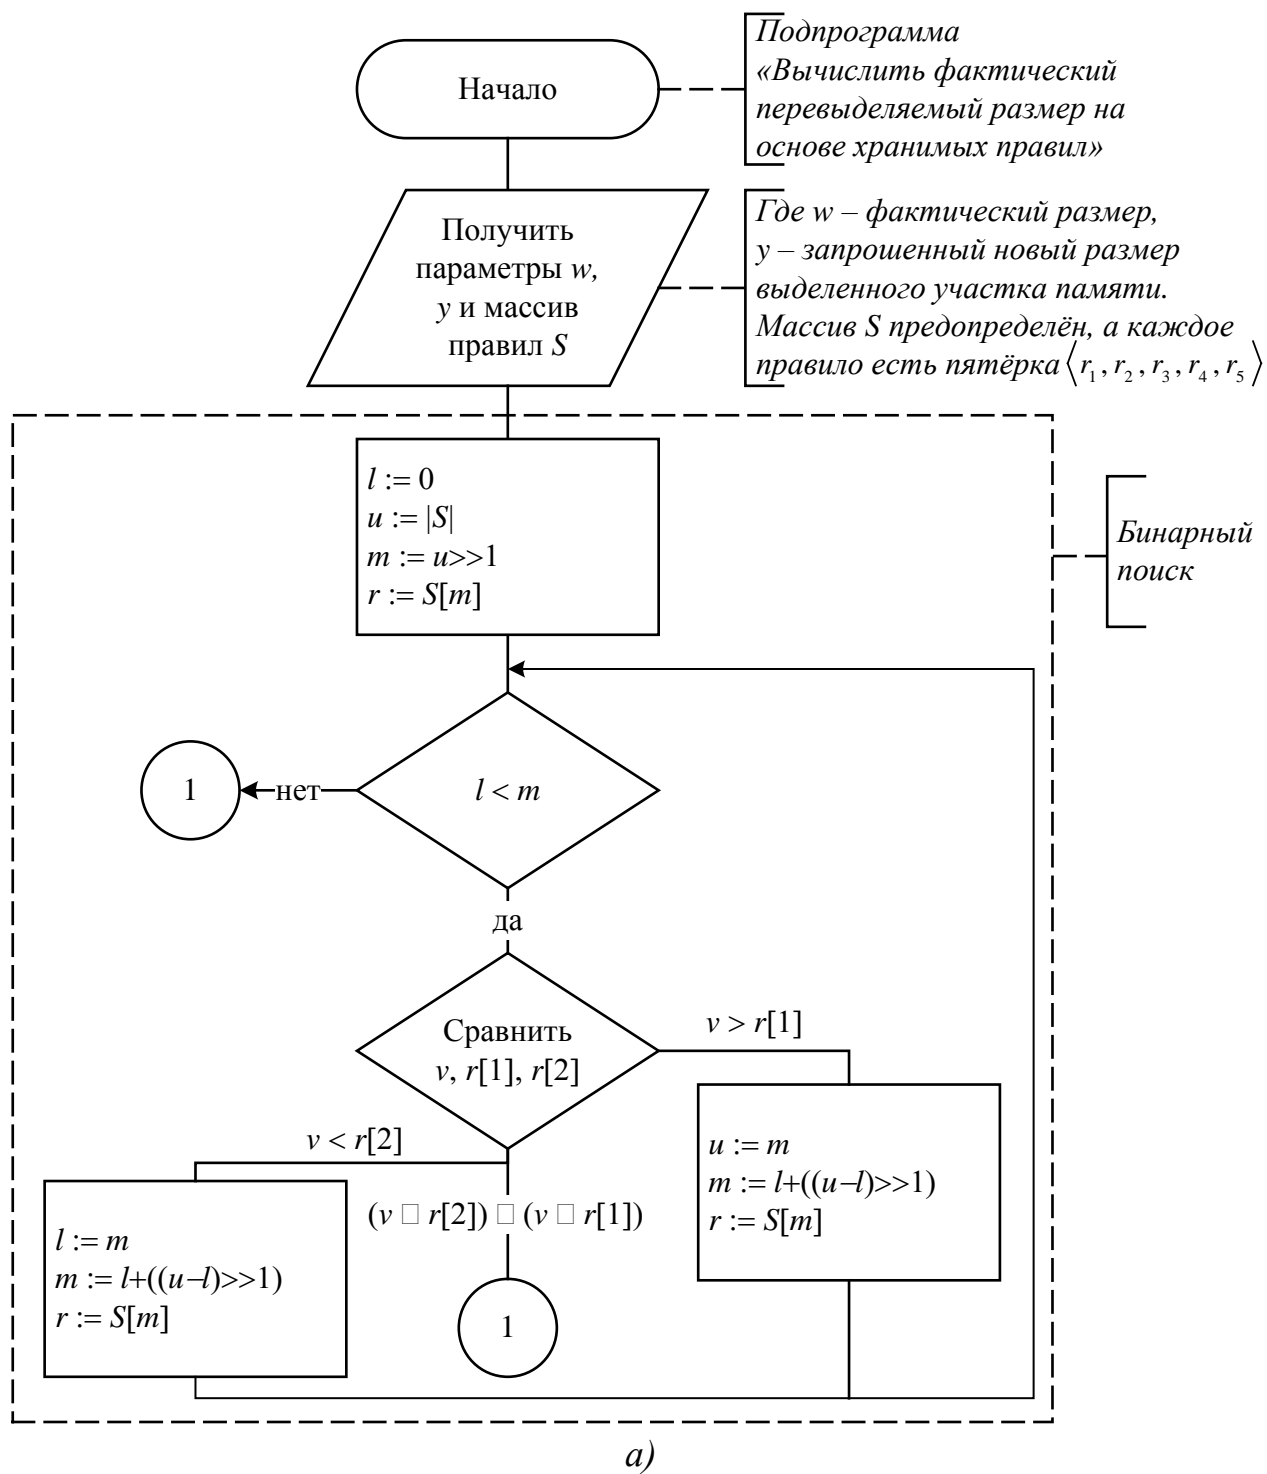 Начало
Подпрограмма
«Вычислить фактический
перевыделяемый размер на
основе хранимых правил»
Получить
параметры w,
y и массив
правил S
Где w – фактический размер,
y – запрошенный новый размер
выделенного участка памяти.
Массив S предопределён, а каждое
правило есть пятёрка ⟨r₁, r₂, r₃, r₄, r₅⟩
l := 0
u := |S|
m := u>>1
r := S[m]
Бинарный
поиск
1
нет
l < m
да
Сравнить
v, r[1], r[2]
v > r[1]
u := m
m := l+((u–l)>>1)
r := S[m]
v < r[2]
(v □ r[2]) □ (v □ r[1])
l := m
m := l+((u–l)>>1)
r := S[m]
1
а)